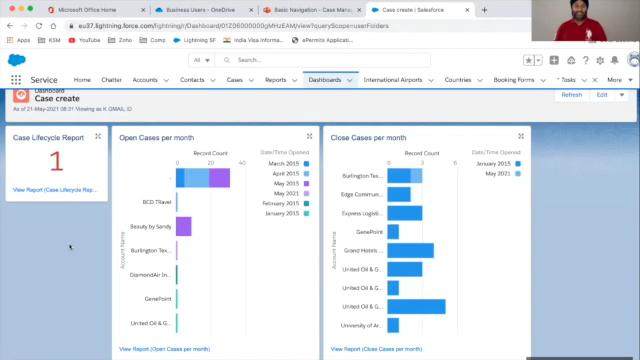 Microsoft Office Home
Business Users - OneDrive
Basic Navigation - Case Mana
Case create | Salesforce
eu37.lightning.force.com/lightning/r/Dashboard/01Z06000000gMHzEAM/view?queryScope=userFolders
Apps
KSM
Zoho
Lightning SF
India Visa Informat...
ePermits Applicati...
All
Search...
Service
Home
Chatter
Accounts
Contacts
Cases
Reports
Dashboards
International Airports
Countries
Booking Forms
* Tasks
Dashboard
Case create
As of 21-May-2021 08:31 Viewing as K GMAIL ID
Refresh
Edit
Case Lifecycle Report
1
View Report (Case Lifecycle Rep...
Open Cases per month
Record Count
0
20
40
Account Name
-
BCD TRavel
Beauty by Sandy
Burlington Tex...
DiamondAir In...
GenePoint
United Oil & G...
Date/Time Opened
March 2015
April 2015
May 2015
May 2021
February 2015
January 2015
View Report (Open Cases per month)
Close Cases per month
Record Count
0
3
6
Account Name
Burlington Tex...
Edge Commun...
Express Logisti...
GenePoint
Grand Hotels ...
United Oil & G...
United Oil & G...
United Oil & G...
University of Ar...
Date/Time Opened
January 2015
May 2021
View Report (Close Cases per month)